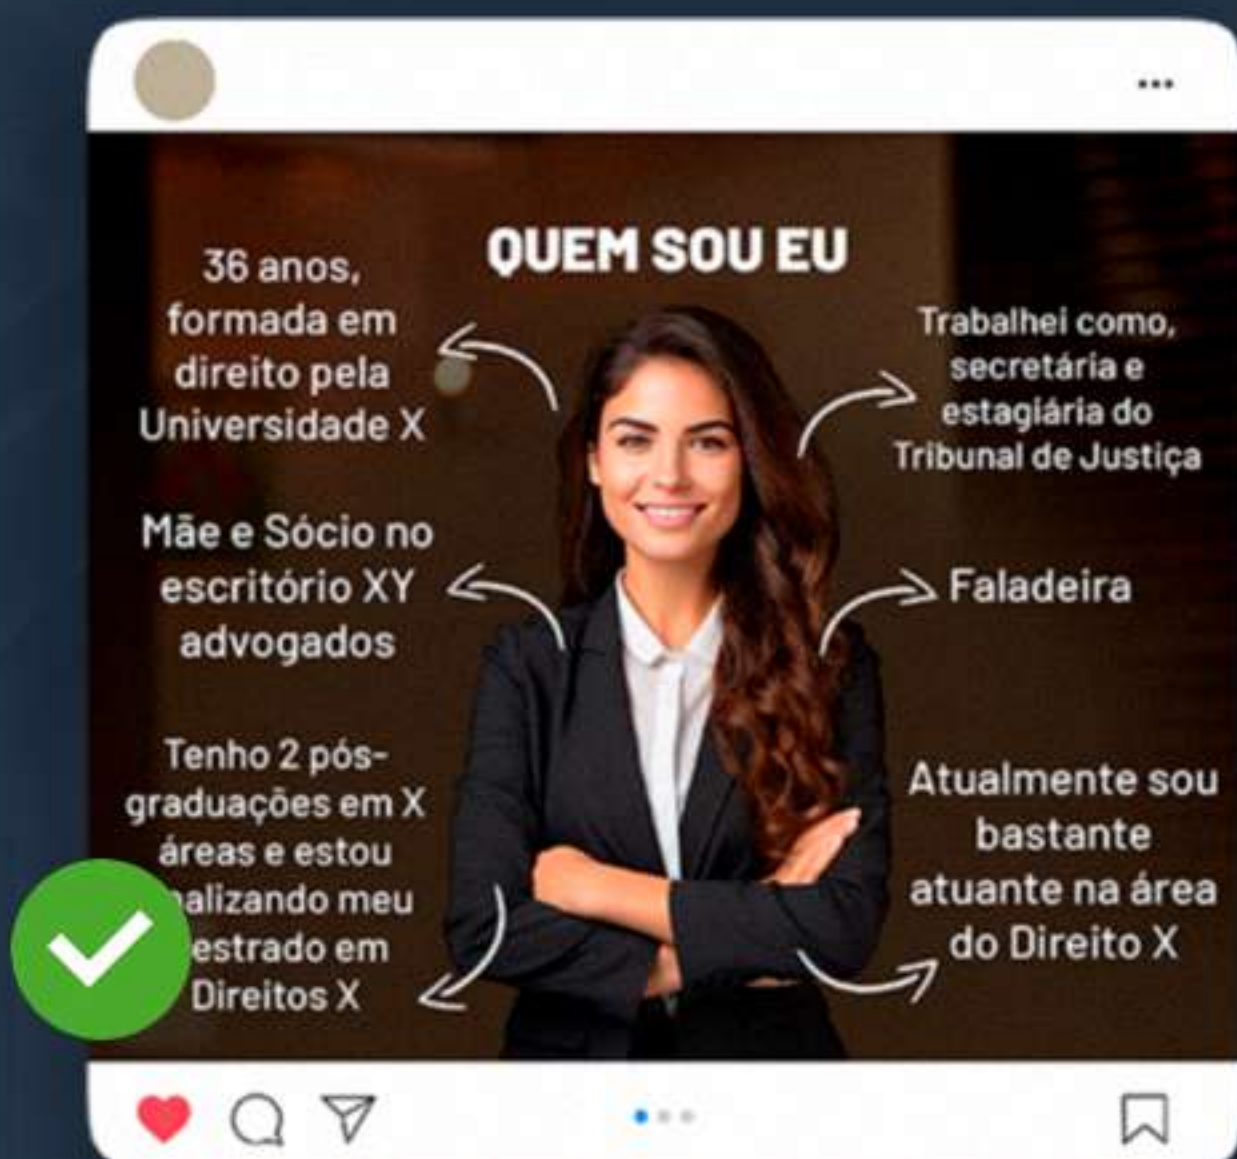 QUEM SOU EU
36 anos,
formada em
direito pela
Universidade X
Mãe e Sócio no
escritório XY
advogados
Tenho 2 pós-
graduações em X
áreas e estou
alizando meu
estrado em
Direitos X
Trabalhei como,
secretária e
estagiária do
Tribunal de Justiça
Faladeira
Atualmente sou
bastante
atuante na área
do Direito X